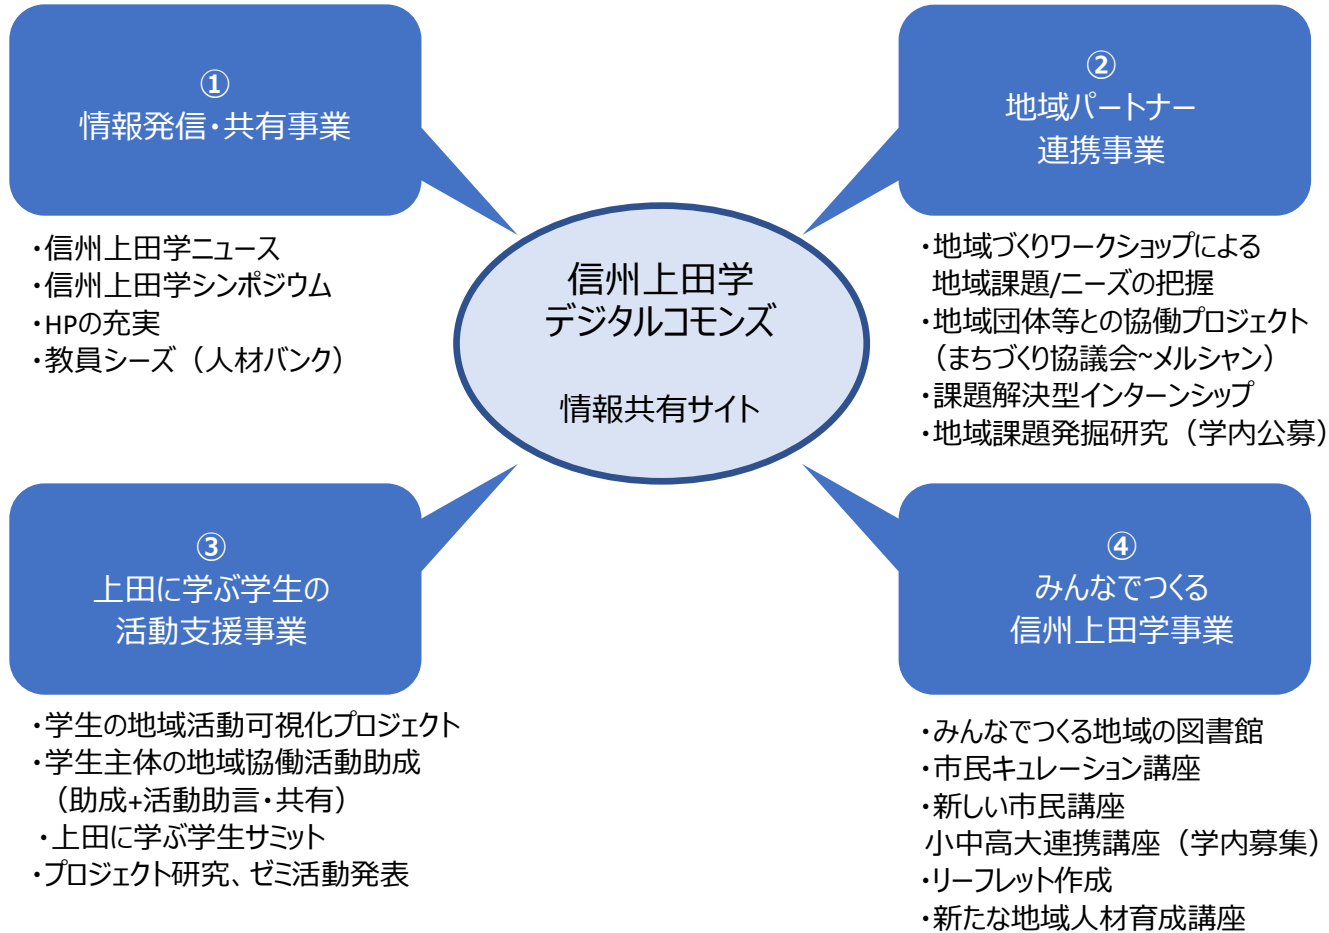 ①
情報発信・共有事業
・信州上田学ニュース
・信州上田学シンポジウム
・HPの充実
・教員シーズ（人材バンク）
②
地域パートナー
連携事業
・地域づくりワークショップによる
地域課題/ニーズの把握
・地域団体等との協働プロジェクト
（まちづくり協議会~メルシャン）
・課題解決型インターンシップ
・地域課題発掘研究（学内公募）
信州上田学
デジタルコモンズ
情報共有サイト
③
上田に学ぶ学生の
活動支援事業
・学生の地域活動可視化プロジェクト
・学生主体の地域協働活動助成
（助成+活動助言・共有）
・上田に学ぶ学生サミット
・プロジェクト研究、ゼミ活動発表
④
みんなでつくる
信州上田学事業
・みんなでつくる地域の図書館
・市民キュレーション講座
・新しい市民講座
小中高大連携講座（学内募集）
・リーフレット作成
・新たな地域人材育成講座